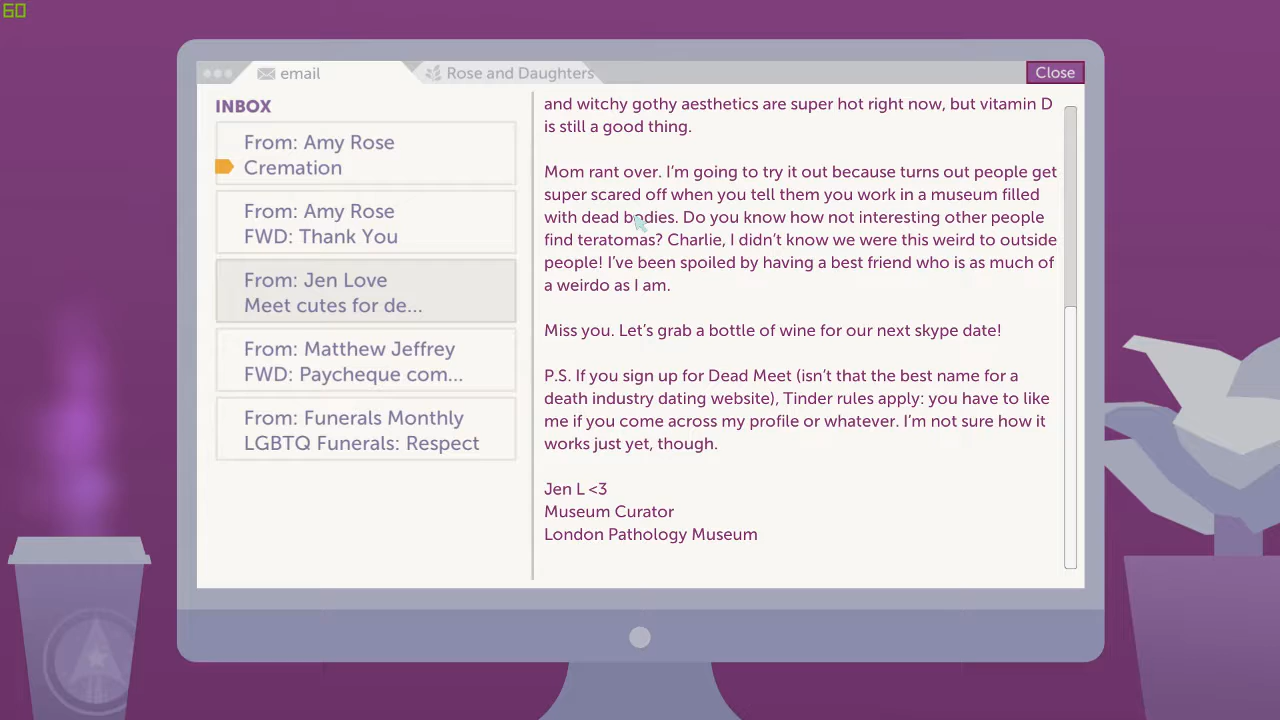 60
email
Rose and Daughters
Close
INBOX
From: Amy Rose
Cremation
From: Amy Rose
FWD: Thank You
From: Jen Love
Meet cutes for de...
From: Matthew Jeffrey
FWD: Paycheque com...
From: Funerals Monthly
LGBTQ Funerals: Respect
and witchy gothy aesthetics are super hot right now, but vitamin D
is still a good thing.
Mom rant over. I'm going to try it out because turns out people get
super scared off when you tell them you work in a museum filled
with dead bodies. Do you know how not interesting other people
find teratomas? Charlie, I didn't know we were this weird to outside
people! I've been spoiled by having a best friend who is as much of
a weirdo as I am.
Miss you. Let's grab a bottle of wine for our next skype date!
P.S. If you sign up for Dead Meet (isn't that the best name for a
death industry dating website), Tinder rules apply: you have to like
me if you come across my profile or whatever. I'm not sure how it
works just yet, though.
Jen L <3
Museum Curator
London Pathology Museum